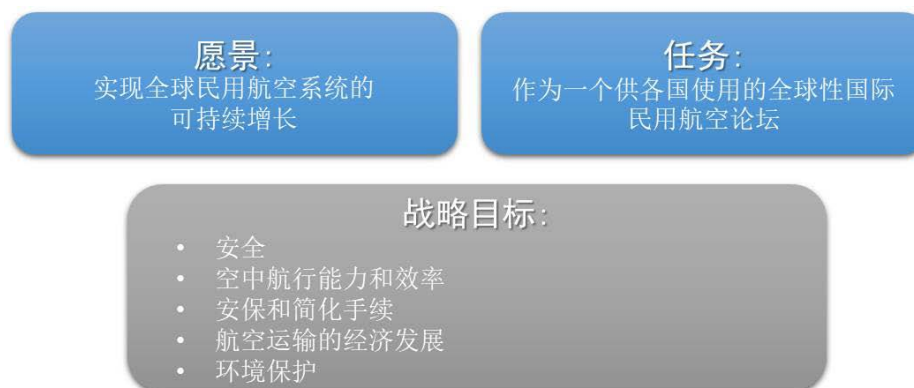 愿景:
实现全球民用航空系统的
可持续增长
任务:
作为一个供各国使用的全球性国际
民用航空论坛
战略目标:
• 安全
• 空中航行能力和效率
• 安保和简化手续
• 航空运输的经济发展
• 环境保护